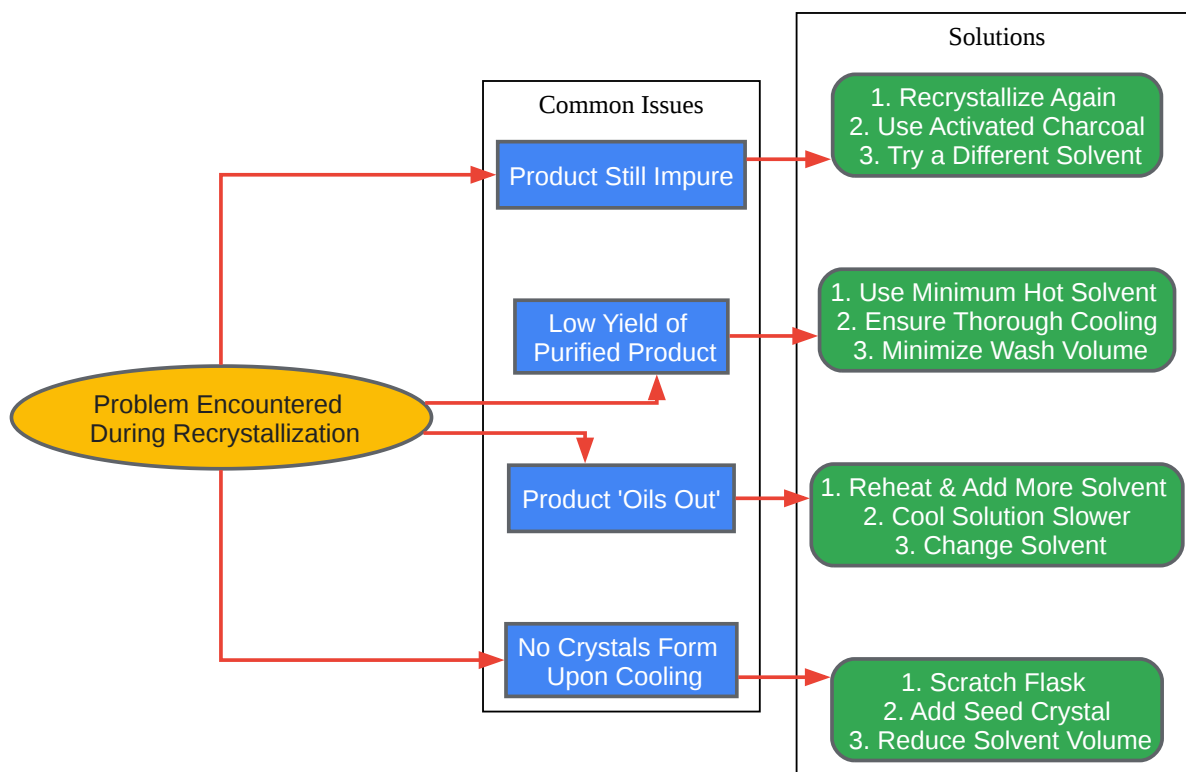 Solutions
1. Recrystallize Again
2. Use Activated Charcoal
3. Try a Different Solvent
Common Issues
Product Still Impure
1. Use Minimum Hot Solvent
2. Ensure Thorough Cooling
3. Minimize Wash Volume
Low Yield of
Purified Product
Problem Encountered
During Recrystallization
Product 'Oils Out'
1. Reheat & Add More Solvent
2. Cool Solution Slower
3. Change Solvent
No Crystals Form
Upon Cooling
1. Scratch Flask
2. Add Seed Crystal
3. Reduce Solvent Volume